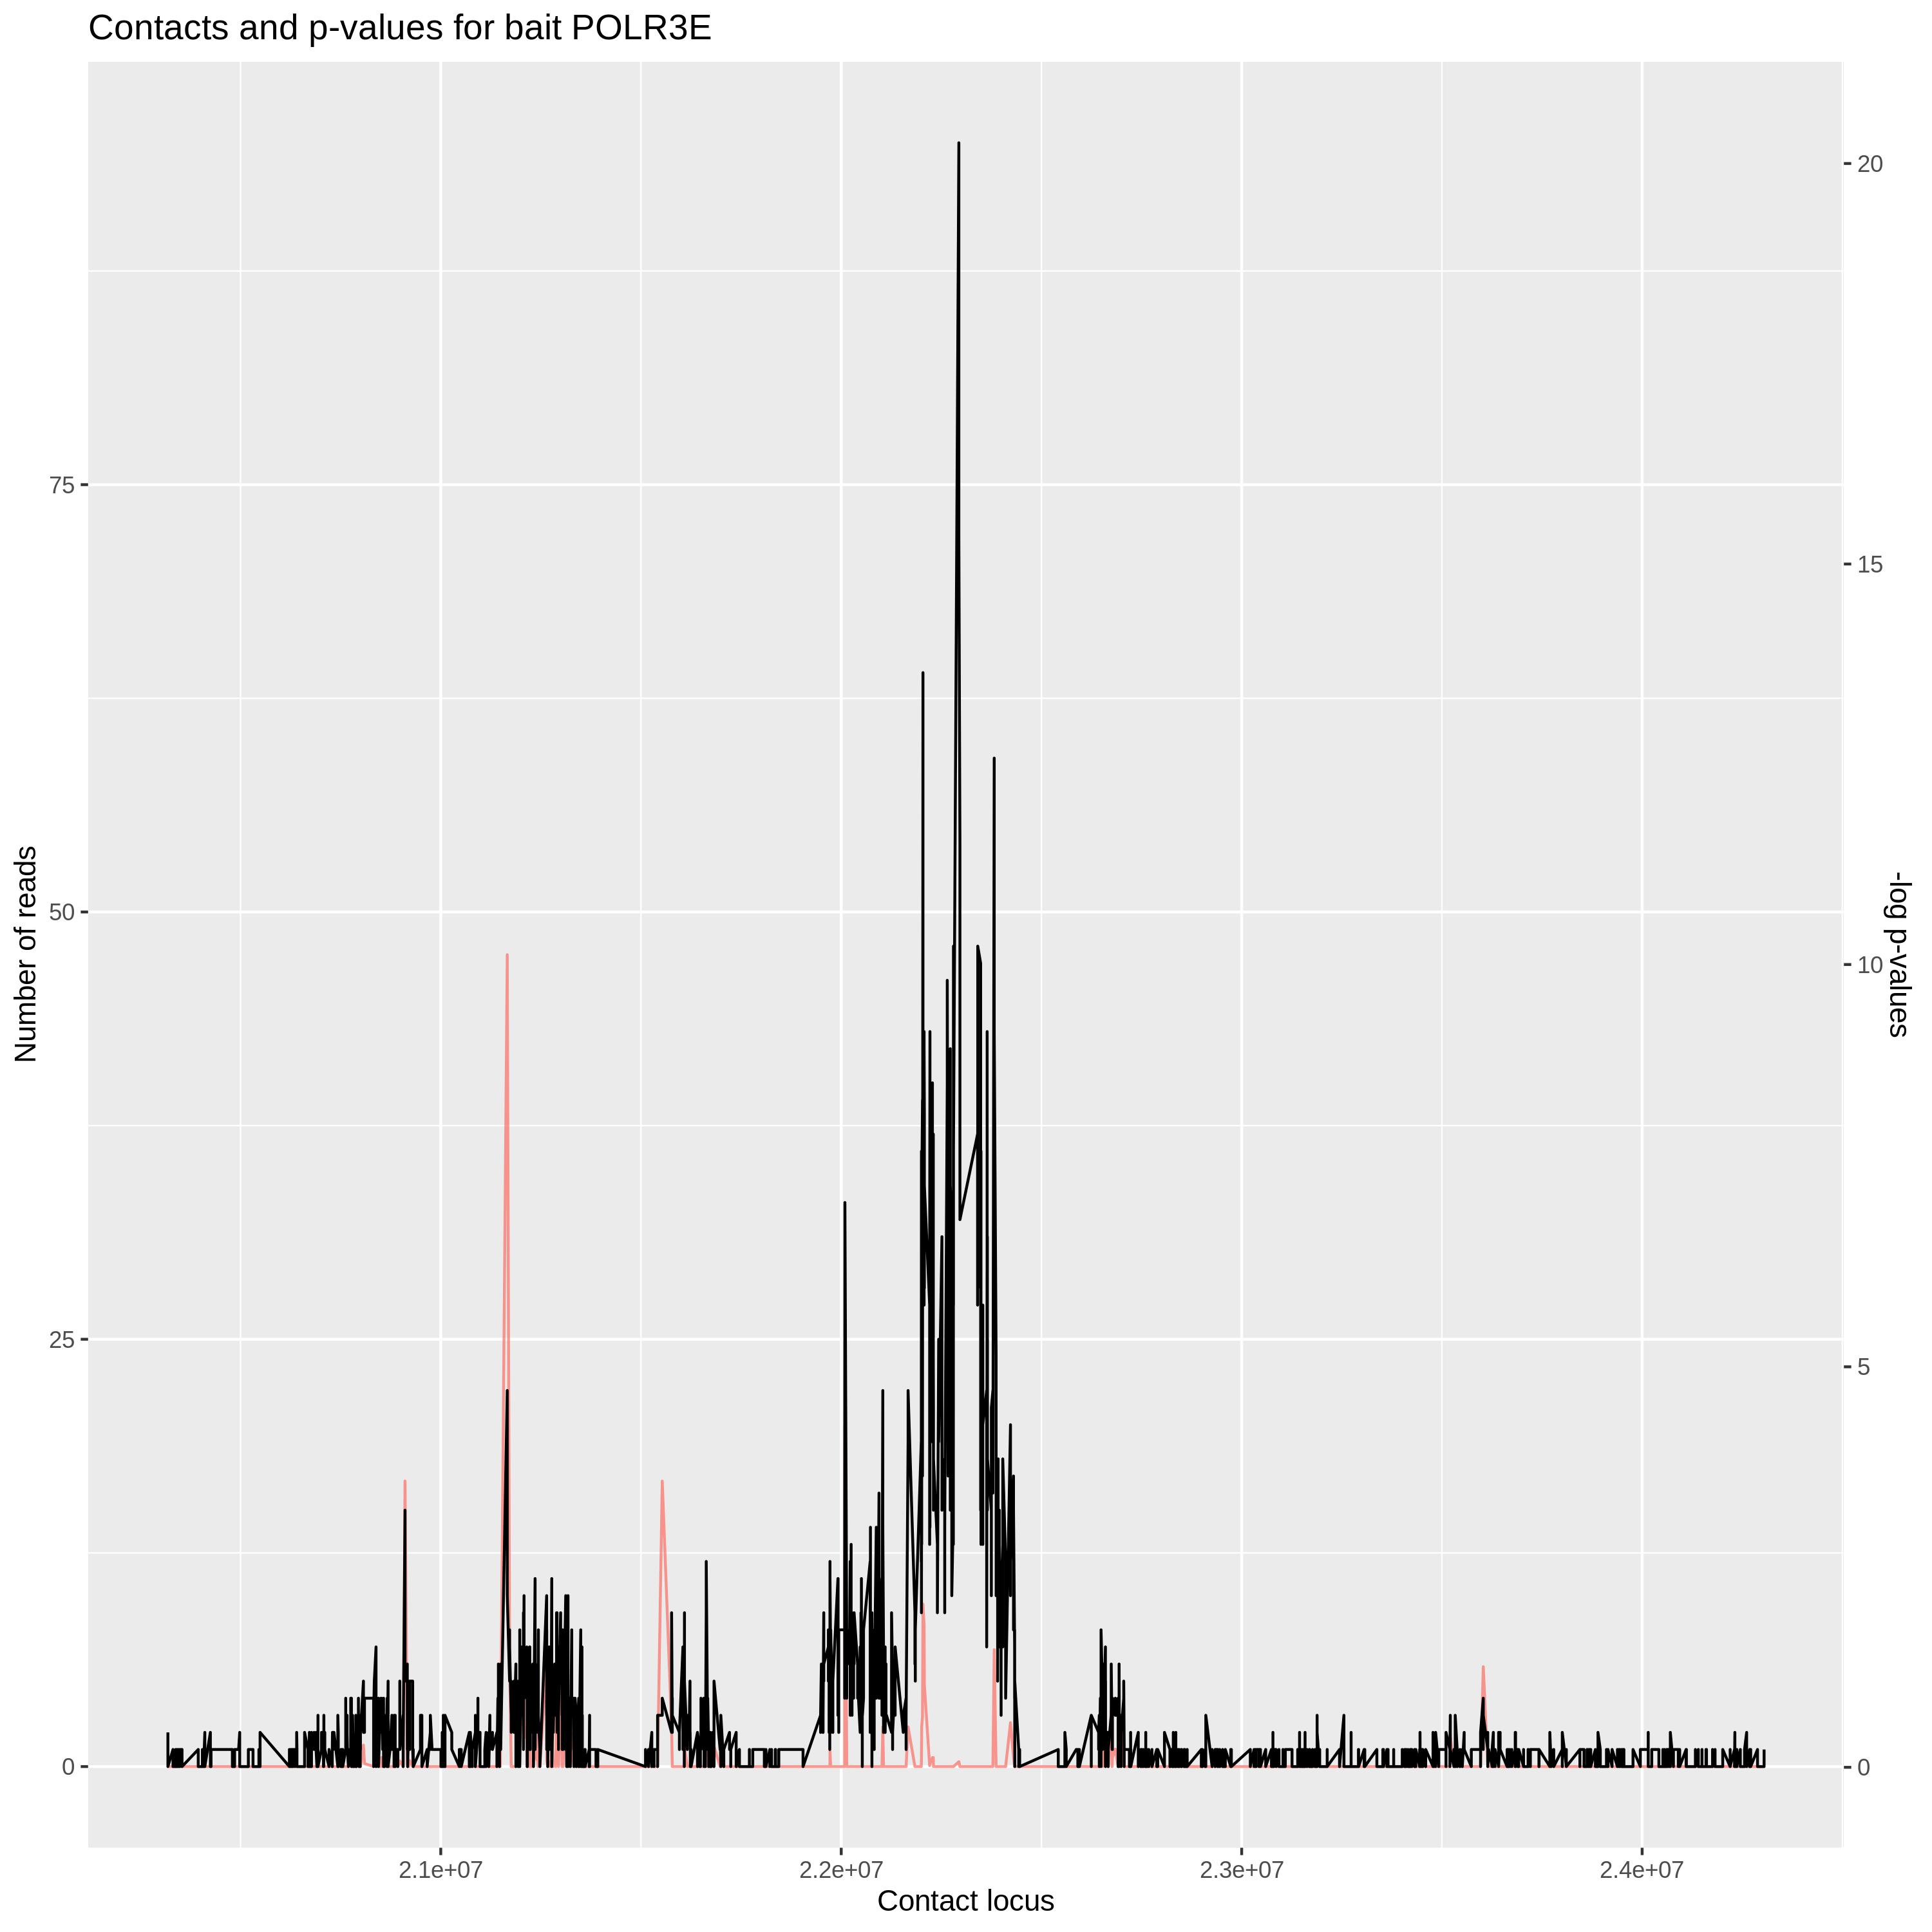 Contacts and p-values for bait POLR3E
Number of reads
75
50
25
0
20
15
10
5
0
-log p-values
2.1e+07
2.2e+07
2.3e+07
2.4e+07
Contact locus